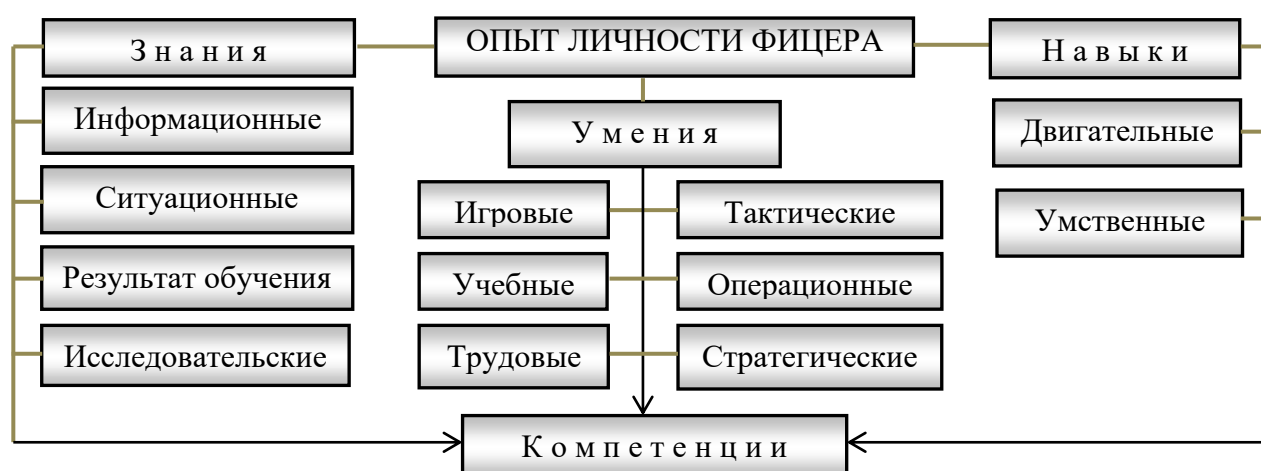 З н а н и я
ОПЫТ ЛИЧНОСТИ ФИЦЕРА
Н а в ы к и
Информационные
У м е н и я
Двигательные
Ситуационные
Игровые
Тактические
Умственные
Результат обучения
Учебные
Операционные
Исследовательские
Трудовые
Стратегические
К о м п е т е н ц и и